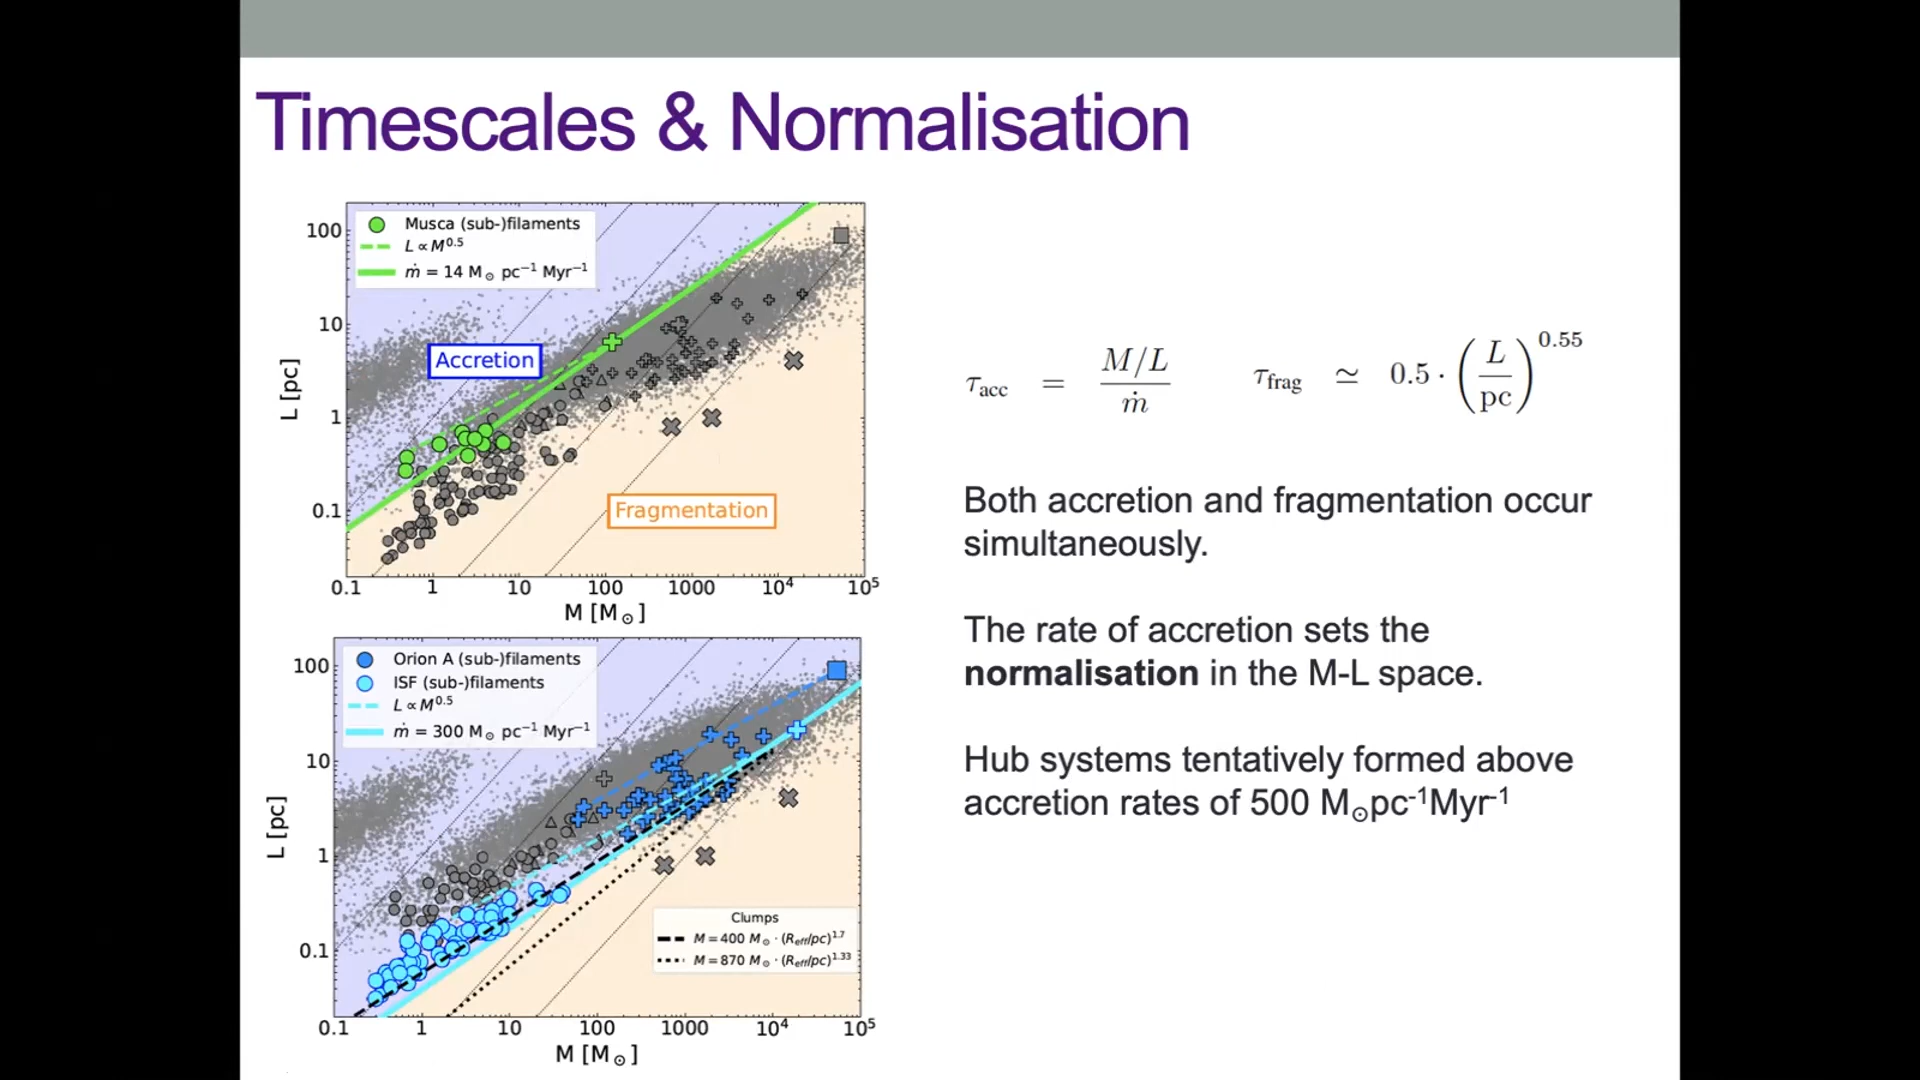 Timescales & Normalisation
Musca (sub-)filaments
L ∝ M^0.5
ṁ = 14 M⊙ pc⁻¹ Myr⁻¹
100
10
1
0.1
L [pc]
Accretion
Fragmentation
0.1 1 10 100 1000 10⁴ 10⁵
M [M⊙]
Orion A (sub-)filaments
ISF (sub-)filaments
L ∝ M^0.5
ṁ = 300 M⊙ pc⁻¹ Myr⁻¹
100
10
1
0.1
L [pc]
Clumps
M = 400 M⊙ · (R_eff/pc)^1.7
M = 870 M⊙ · (R_eff/pc)^1.33
0.1 1 10 100 1000 10⁴ 10⁵
M [M⊙]
τ_acc = (M/L)/ṁ τ_frag ≃ 0.5 · (L/pc)^0.55
Both accretion and fragmentation occur
simultaneously.
The rate of accretion sets the
normalisation in the M-L space.
Hub systems tentatively formed above
accretion rates of 500 M⊙pc⁻¹Myr⁻¹